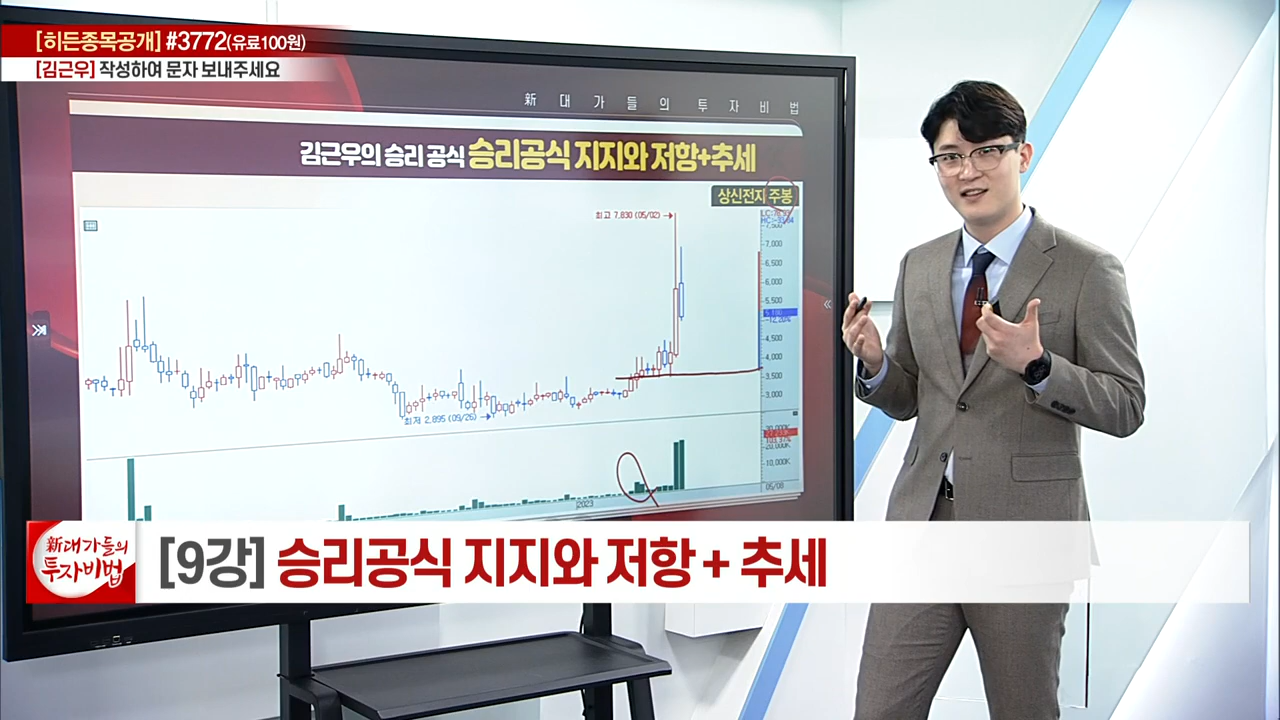 [히든종목공개] #3772(유료100원)
[김근우] 작성하여 문자 보내주세요
新 대 가 들 의 투 자 비 법
김근우의 승리 공식 승리공식 지지와 저항+추세
상신전지 주봉
최고 7,830 (05/02)
7,500
7,000
6,500
6,000
5,500
5,180
4,500
4,000
3,500
3,000
최저 2,895 (09/26)
10,000K
2023
05/08
新대가들의
투자비법
[9강] 승리공식 지지와 저항 + 추세